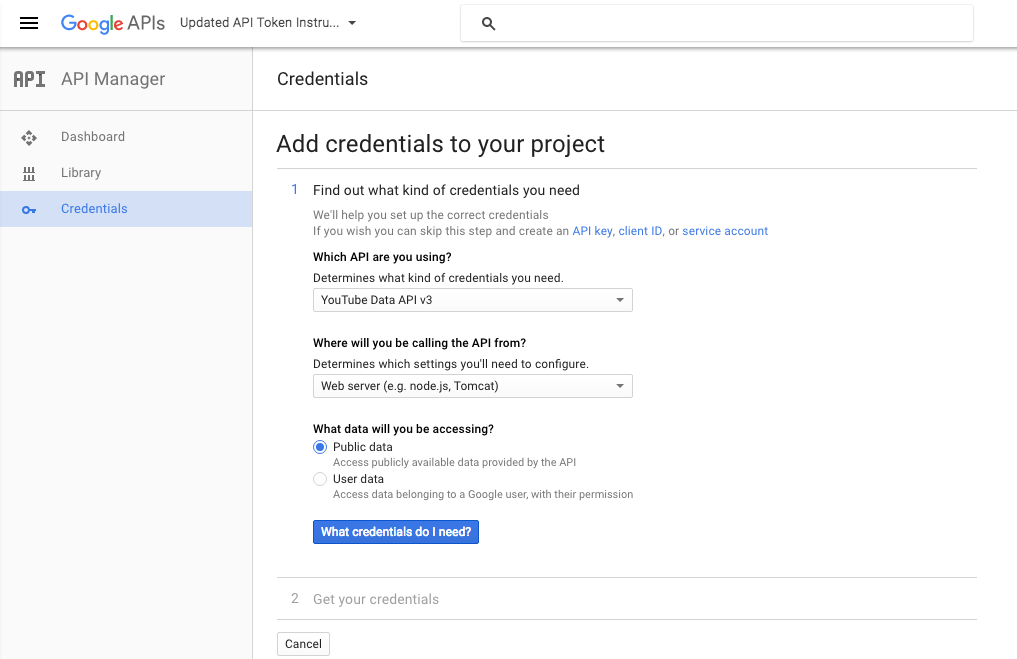 Google APIs
Updated API Token Instru...
API API Manager
Credentials
Dashboard
Library
Credentials
Add credentials to your project
1 Find out what kind of credentials you need
We'll help you set up the correct credentials
If you wish you can skip this step and create an API key, client ID, or service account
Which API are you using?
Determines what kind of credentials you need.
YouTube Data API v3
Where will you be calling the API from?
Determines which settings you'll need to configure.
Web server (e.g. node.js, Tomcat)
What data will you be accessing?
Public data
Access publicly available data provided by the API
User data
Access data belonging to a Google user, with their permission
What credentials do I need?
2 Get your credentials
Cancel